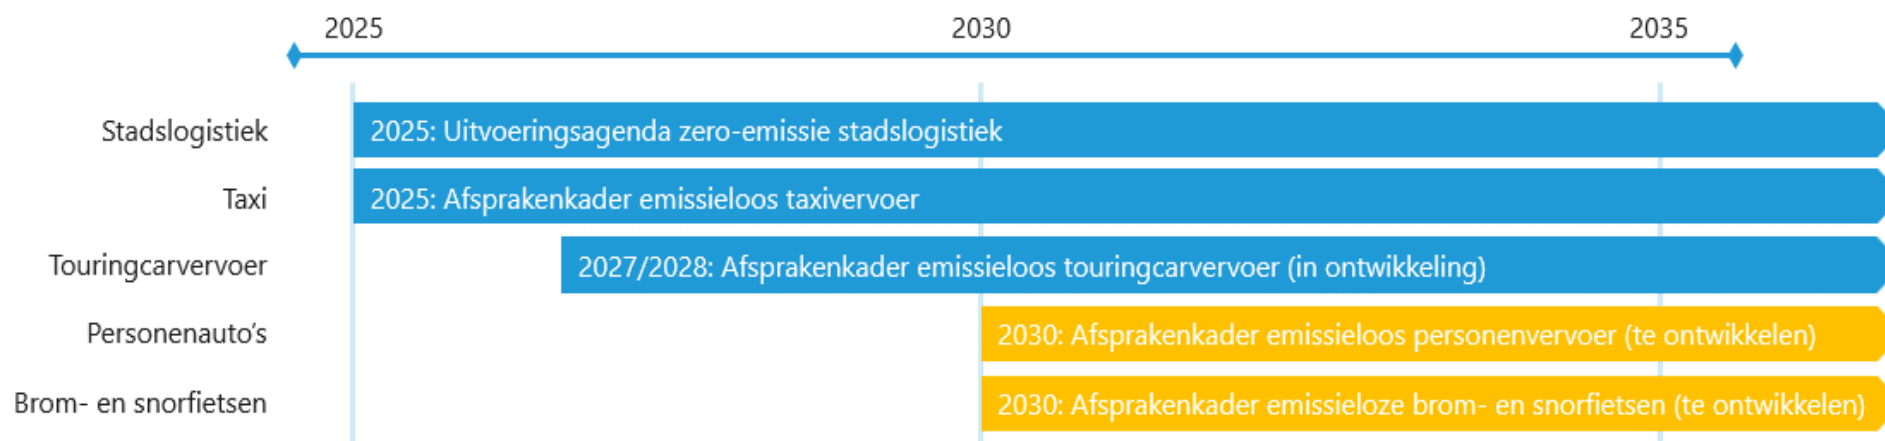 2025 2030 2035
Stadslogistiek 2025: Uitvoeringsagenda zero-emissie stadslogistiek
Taxi 2025: Afsprakenkader emissieloos taxivervoer
Touringcarvervoer 2027/2028: Afsprakenkader emissieloos touringcarvervoer (in ontwikkeling)
Personenauto's 2030: Afsprakenkader emissieloos personenvervoer (te ontwikkelen)
Brom- en snorfietsen 2030: Afsprakenkader emissieloze brom- en snorfietsen (te ontwikkelen)